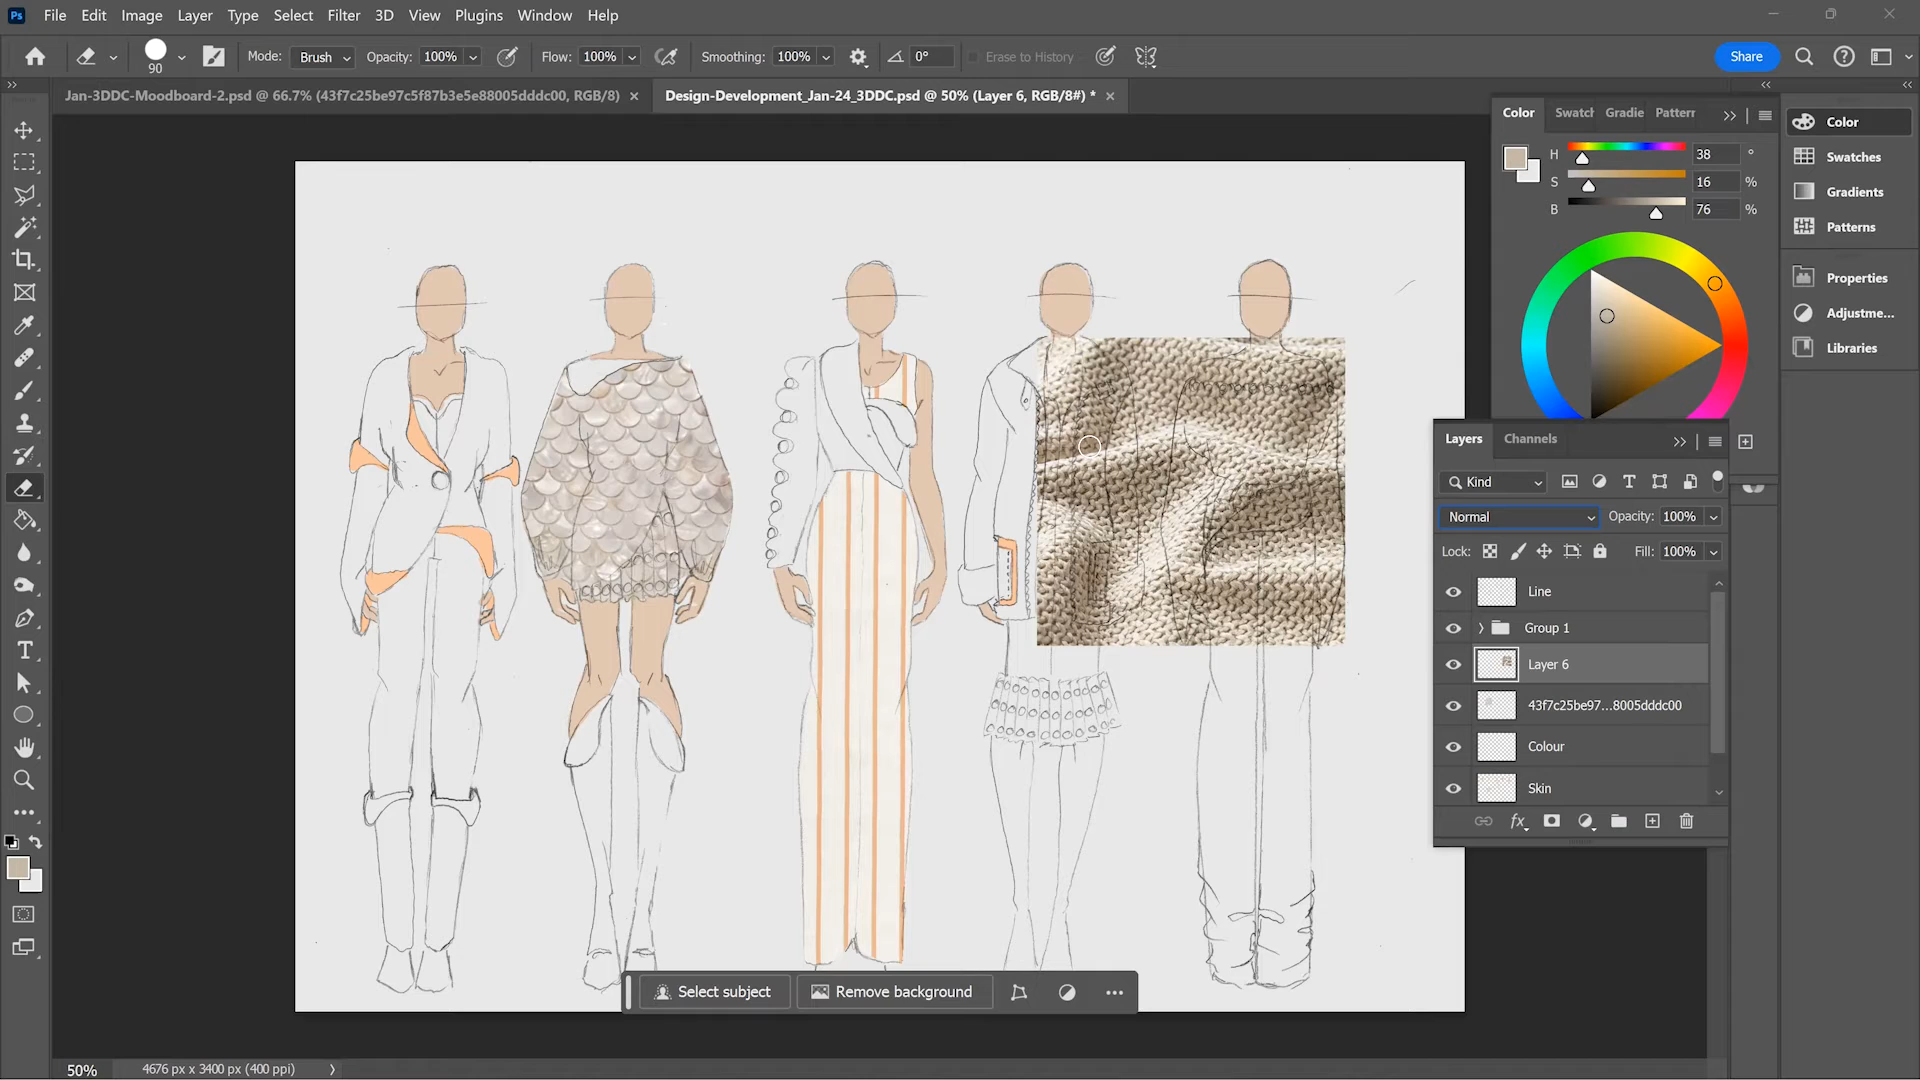 Ps File Edit Image Layer Type Select Filter 3D View Plugins Window Help
90 Mode: Brush Opacity: 100% Flow: 100% Smoothing: 100% 0° Erase to History Share
Jan-3DDC-Moodboard-2.psd @ 66.7% (43f7c25be97c5f87b3e5e88005dddc00, RGB/8) × Design-Development_Jan-24_3DDC.psd @ 50% (Layer 6, RGB/8#) * ×
Color Swatch Gradie Pattern
H 38 °
S 16 %
B 76 %
Color
Swatches
Gradients
Patterns
Properties
Adjustme...
Libraries
Layers Channels
Kind
Normal Opacity: 100%
Lock: Fill: 100%
Line
Group 1
Layer 6
43f7c25be97...8005dddc00
Colour
Skin
fx
Select subject Remove background
50% 4676 px x 3400 px (400 ppi)